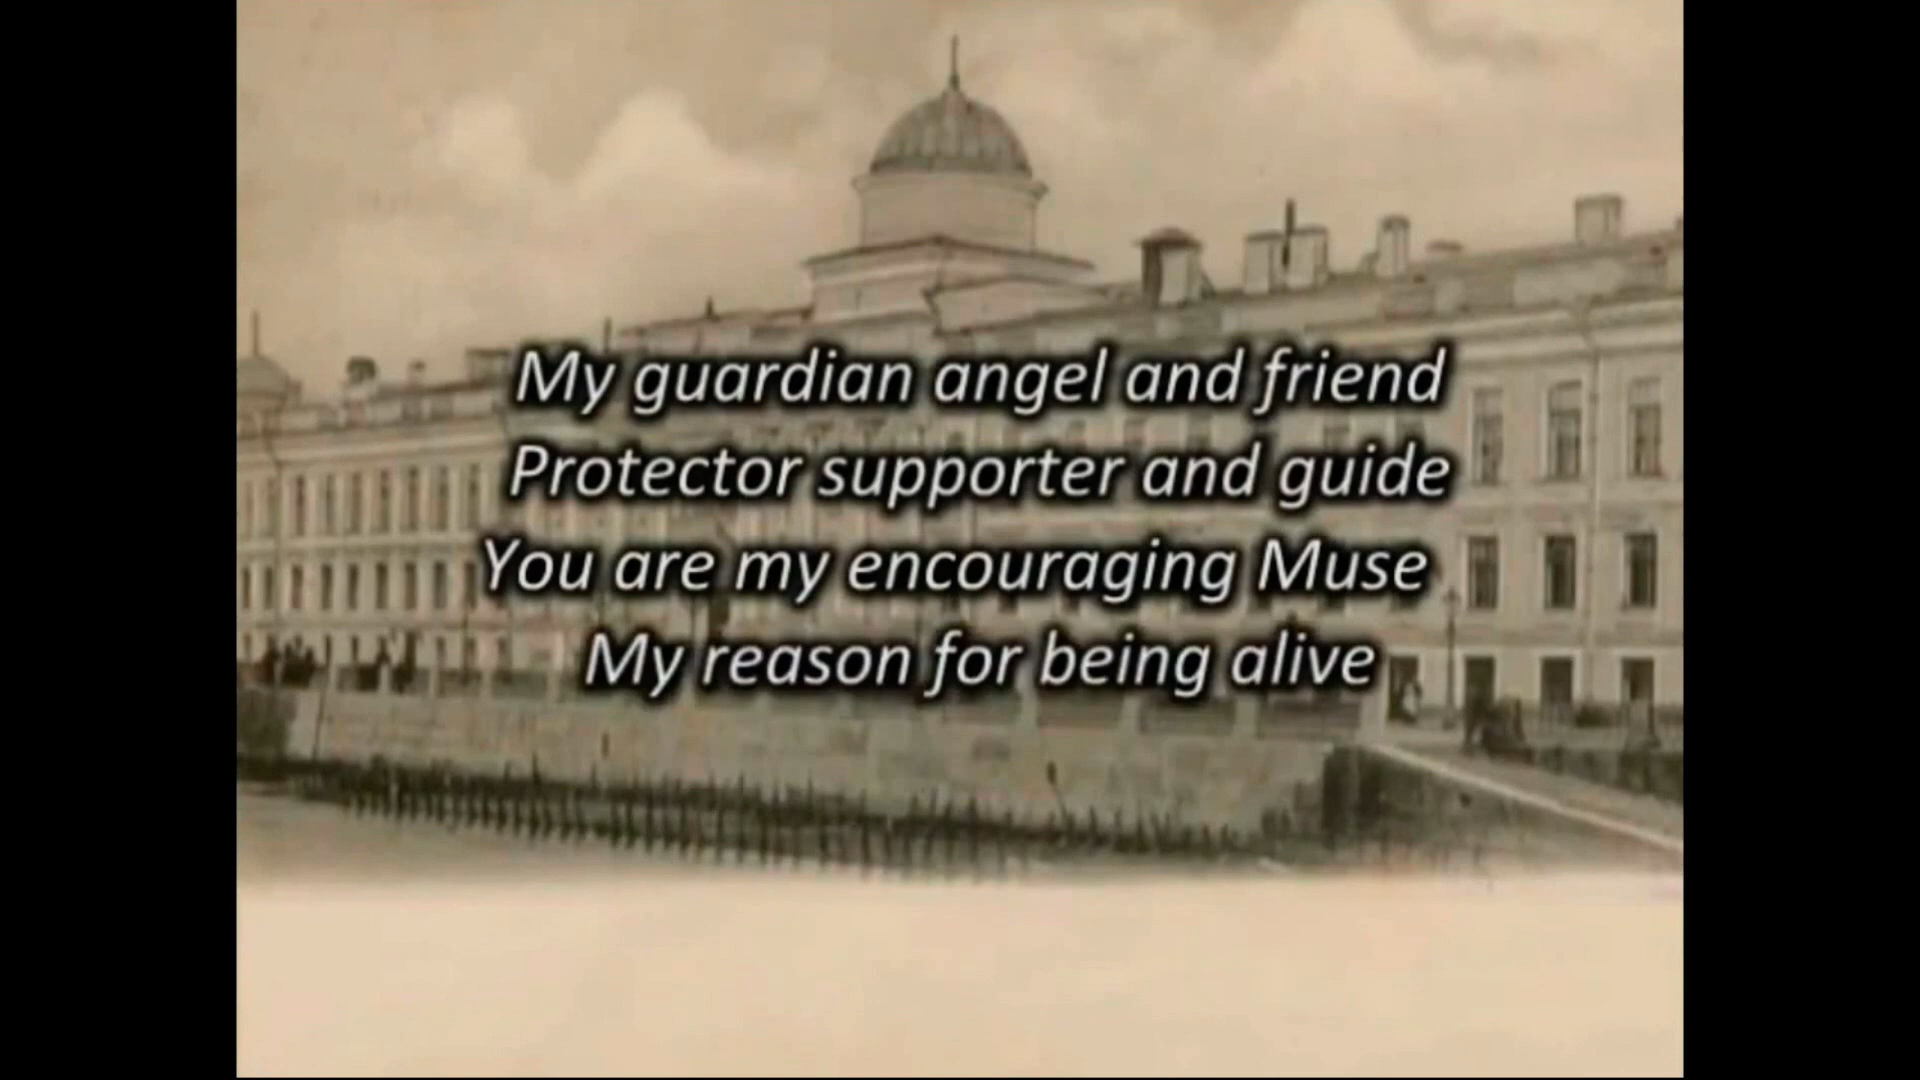 My guardian angel and friend
Protector supporter and guide
You are my encouraging Muse
My reason for being alive